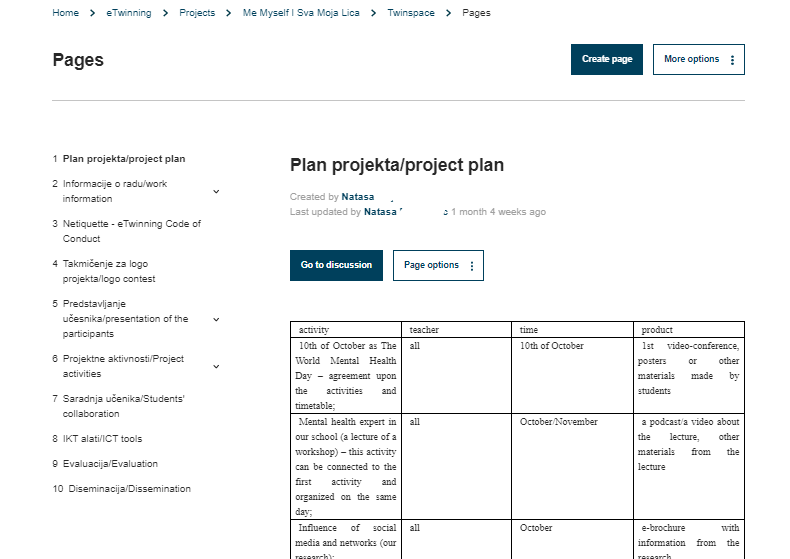 Home > eTwinning > Projects > Me Myself I Sva Moja Lica > Twinspace > Pages
Pages
Create page
More options
1 Plan projekta/project plan
2 Informacije o radu/work
information
3 Netiquette - eTwinning Code of
Conduct
4 Takmičenje za logo
projekta/logo contest
5 Predstavljanje
učesnika/presentation of the
participants
6 Projektne aktivnosti/Project
activities
7 Saradnja učenika/Students'
collaboration
8 IKT alati/ICT tools
9 Evaluacija/Evaluation
10 Diseminacija/Dissemination
Plan projekta/project plan
Created by Natasa
Last updated by Natasa 1 month 4 weeks ago
Go to discussion
Page options
activity teacher time product
10th of October as The all 10th of October 1st video-conference,
World Mental Health posters or other
Day – agreement upon materials made by
the activities and students
timetable;
Mental health expert in all October/November a podcast/a video about
our school (a lecture of a the lecture, other
workshop) – this activity materials from the
can be connected to the lecture
first activity and
organized on the same
day;
Influence of social all October e-brochure with
media and networks (our information from the
research); research